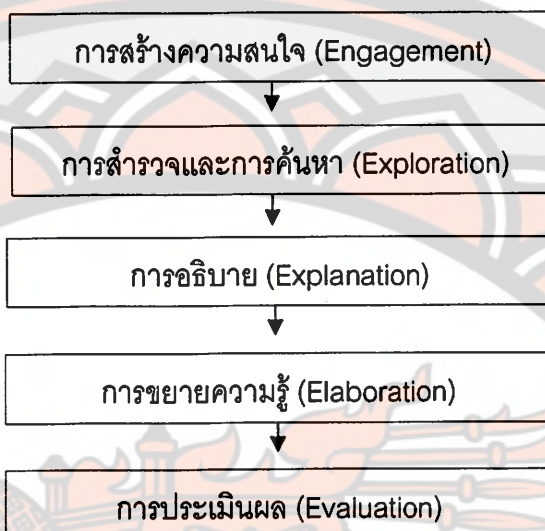 การสร้างความสนใจ (Engagement)
การสำรวจและการค้นหา (Exploration)
การอธิบาย (Explanation)
การขยายความรู้ (Elaboration)
การประเมินผล (Evaluation)